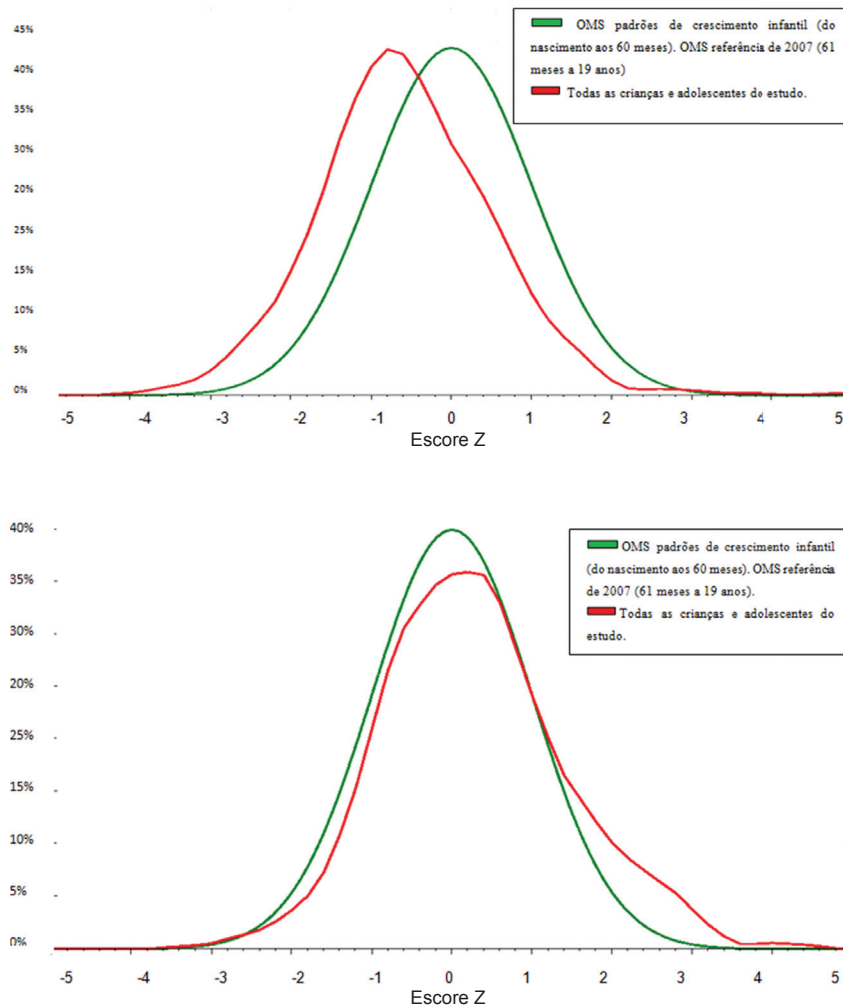 45%
OMS padrões de crescimento infantil (do
nascimento aos 60 meses). OMS referência de 2007 (61
meses a 19 anos)
Todas as crianças e adolescentes do estudo.
40%
35%
30%
20%
25%
15%
10%
5%
0%
-5 -4 -3 -2 -1 0 1 2 3 4 5
Escore Z
40%
OMS padrões de crescimento infantil
(do nascimento aos 60 meses). OMS referência
de 2007 (61 meses a 19 anos).
Todas as crianças e adolescentes do
estudo.
35%
30%
20%
25%
15%
10%
5%
0%
-5 -4 -3 -2 -1 0 1 2 3 4 5
Escore Z